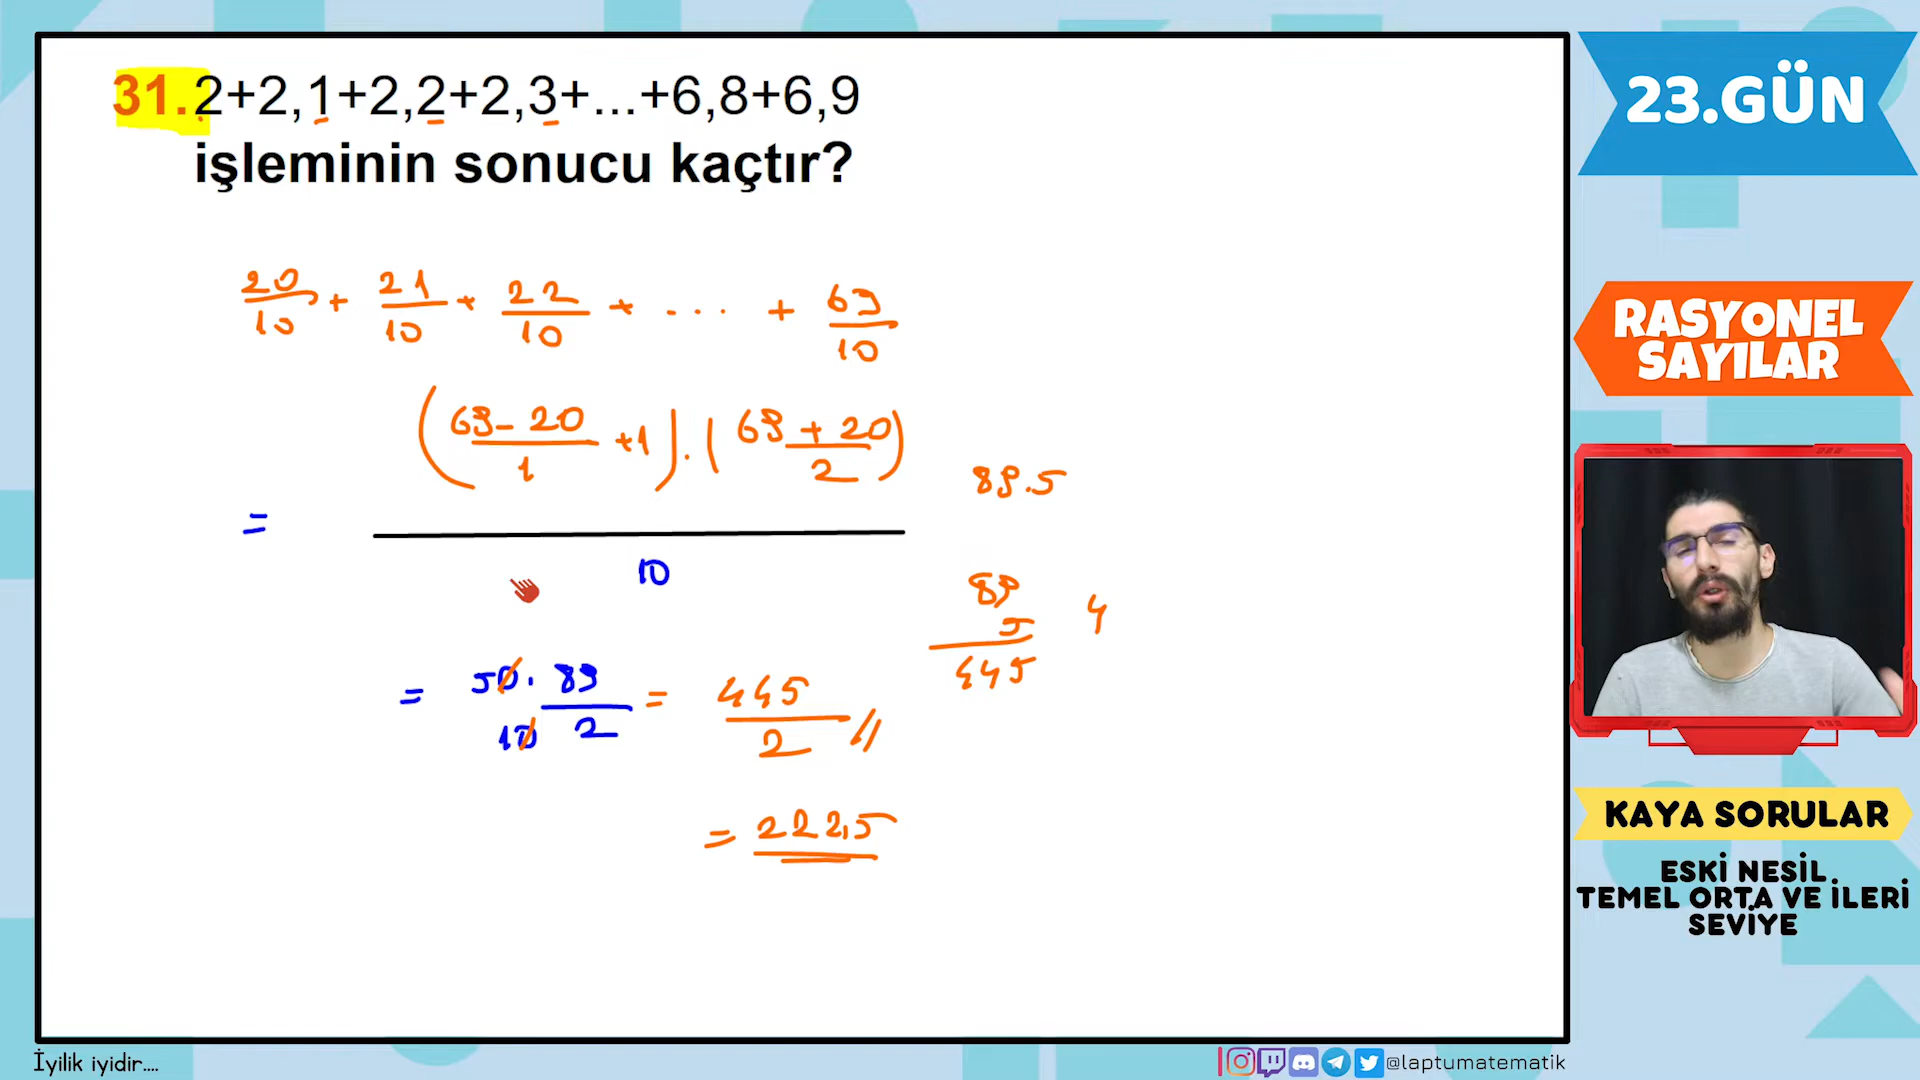 31. 2+2,1+2,2+2,3+...+6,8+6,9
işleminin sonucu kaçtır?
20/10 + 21/10 + 22/10 + ... + 69/10
= ((69-20)/1 +1).((69+20)/2) / 10
89.5
89
5
445
4
= 50/10 . 89/2 = 445/2 //
= 222,5
23.GÜN
RASYONEL
SAYILAR
KAYA SORULAR
ESKİ NESİL
TEMEL ORTA VE İLERİ
SEVİYE
İyilik iyidir....
@laptumatematik